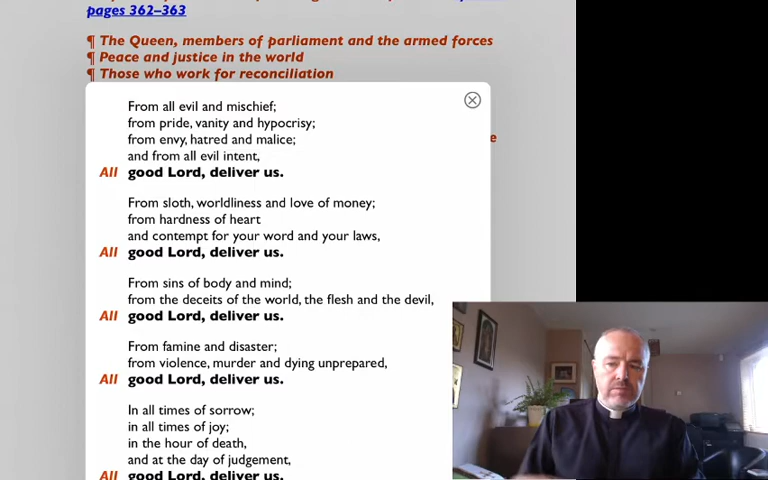 pages 362–363
¶ The Queen, members of parliament and the armed forces
¶ Peace and justice in the world
¶ Those who work for reconciliation
From all evil and mischief;
from pride, vanity and hypocrisy;
from envy, hatred and malice;
and from all evil intent,
All good Lord, deliver us.
From sloth, worldliness and love of money;
from hardness of heart
and contempt for your word and your laws,
All good Lord, deliver us.
From sins of body and mind;
from the deceits of the world, the flesh and the devil,
All good Lord, deliver us.
From famine and disaster;
from violence, murder and dying unprepared,
All good Lord, deliver us.
In all times of sorrow;
in all times of joy;
in the hour of death,
and at the day of judgement,
All good Lord, deliver us.